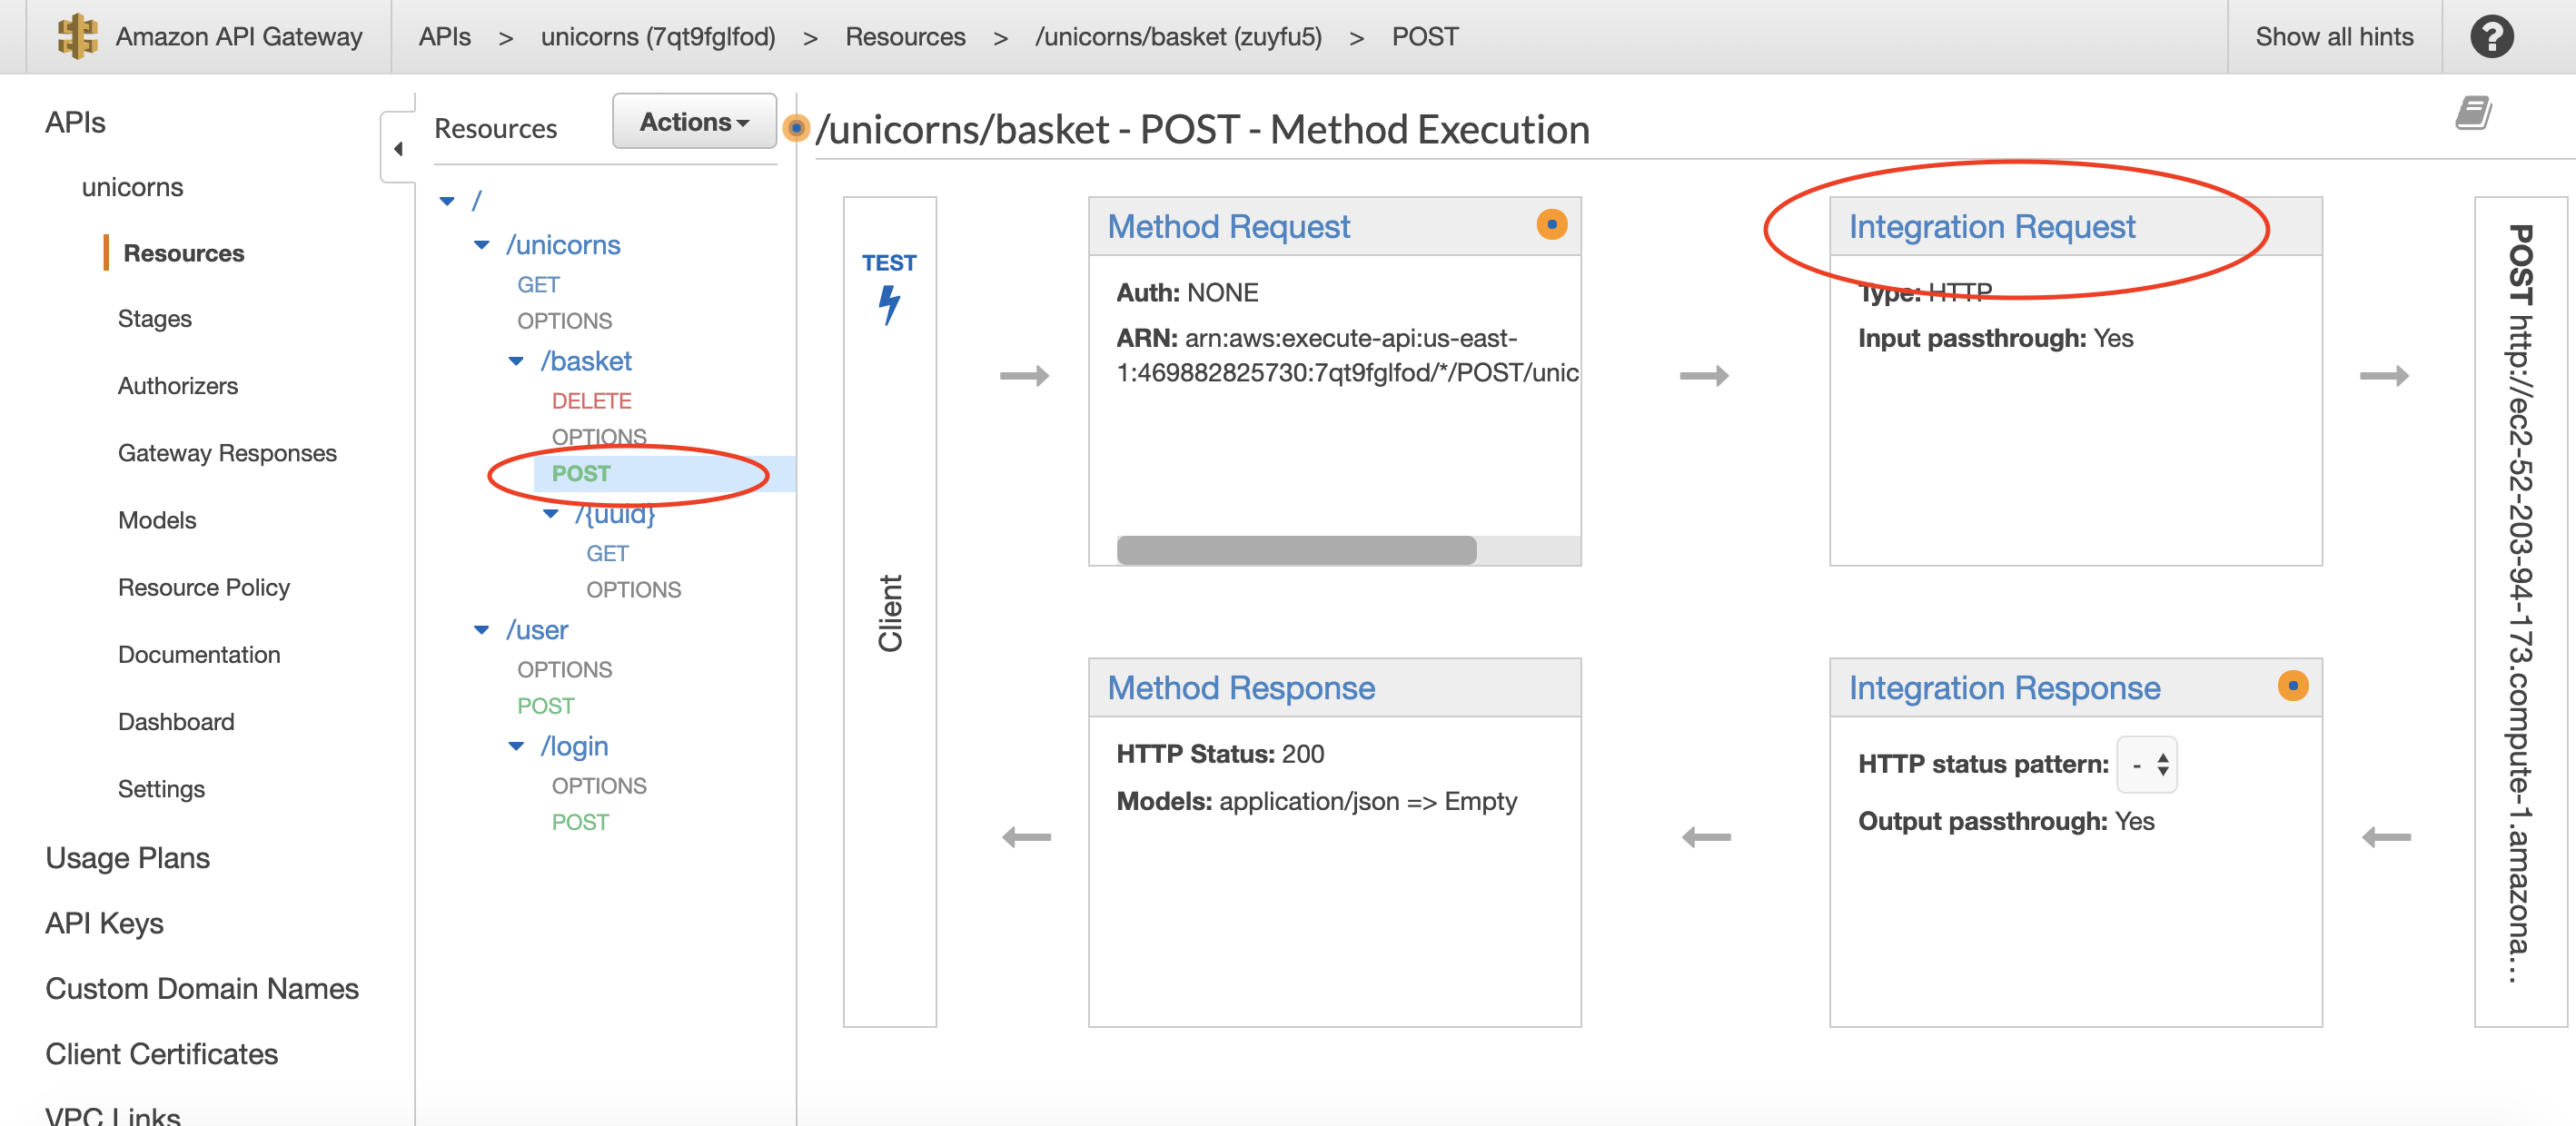 Amazon API Gateway
APIs > unicorns (7qt9fglfod) > Resources > /unicorns/basket (zuyfu5) > POST
Show all hints
?
APIs
unicorns
Resources
Stages
Authorizers
Gateway Responses
Models
Resource Policy
Documentation
Dashboard
Settings
Usage Plans
API Keys
Custom Domain Names
Client Certificates
VPC Links
Resources
Actions
/
/unicorns
GET
OPTIONS
/basket
DELETE
OPTIONS
POST
/{uuid}
GET
OPTIONS
/user
OPTIONS
POST
/login
OPTIONS
POST
/unicorns/basket - POST - Method Execution
TEST
Client
Method Request
Auth: NONE
ARN: arn:aws:execute-api:us-east-
1:469882825730:7qt9fglfod/*/POST/unic
Integration Request
Type: HTTP
Input passthrough: Yes
Method Response
HTTP Status: 200
Models: application/json => Empty
Integration Response
HTTP status pattern: -
Output passthrough: Yes
POST http://ec2-52-203-94-173.compute-1.amazona...